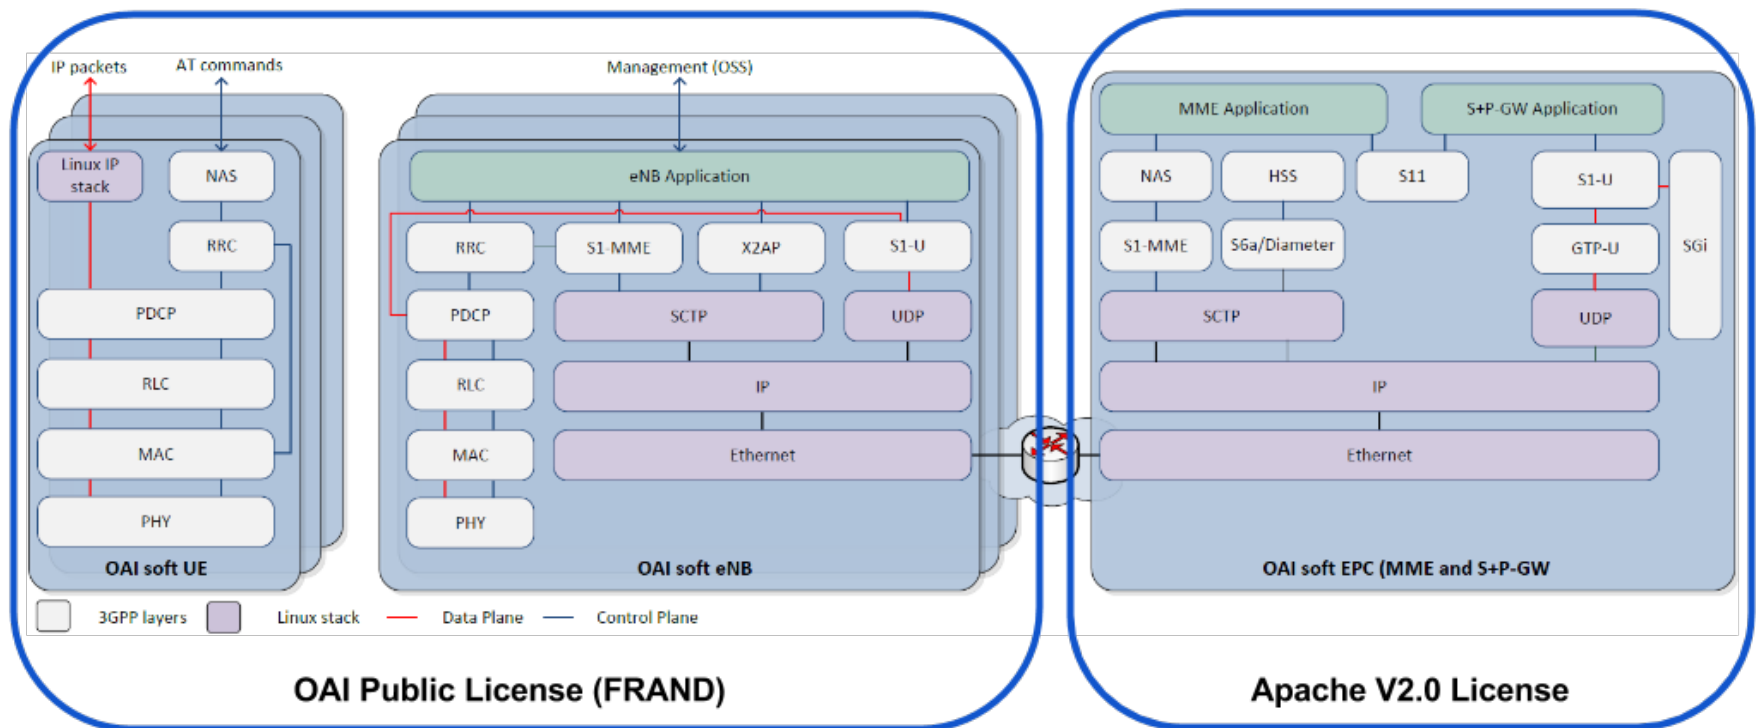 IP packets
AT commands
Linux IP
stack
NAS
RRC
PDCP
RLC
MAC
PHY
OAI soft UE
Management (OSS)
eNB Application
RRC
S1-MME
X2AP
S1-U
PDCP
SCTP
UDP
RLC
IP
MAC
Ethernet
PHY
OAI soft eNB
MME Application
S+P-GW Application
NAS
HSS
S11
S1-U
S1-MME
S6a/Diameter
GTP-U
SGi
SCTP
UDP
IP
Ethernet
OAI soft EPC (MME and S+P-GW
3GPP layers
Linux stack
Data Plane
Control Plane
OAI Public License (FRAND)
Apache V2.0 License